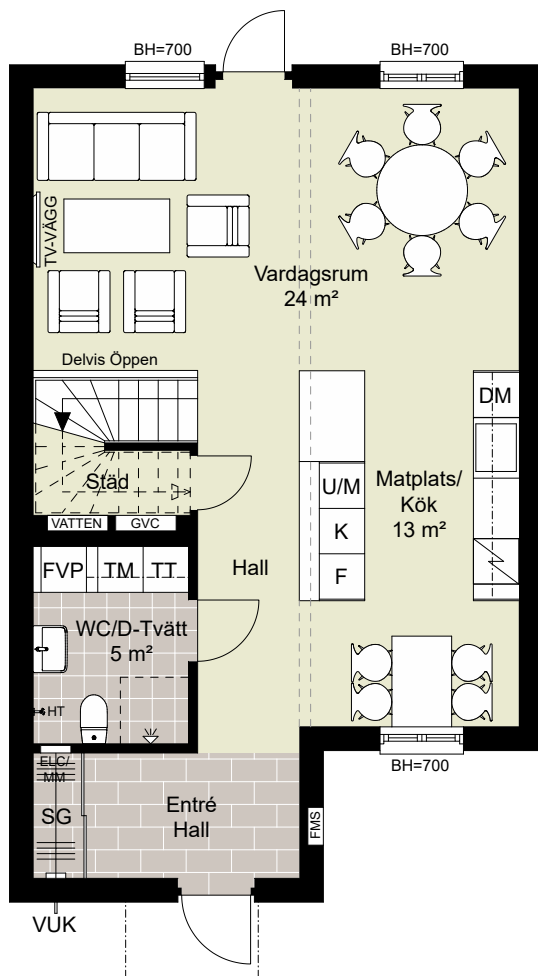 BH=700
BH=700
TV-VÄGG
Vardagsrum
24 m²
Delvis Öppen
DM
Städ
U/M
Matplats/
Kök
13 m²
K
VATTEN
GVC
F
FVP
TM
TT
Hall
WC/D-Tvätt
5 m²
HT
BH=700
ELC/
MM
SG
Entré
Hall
FMS
VUK